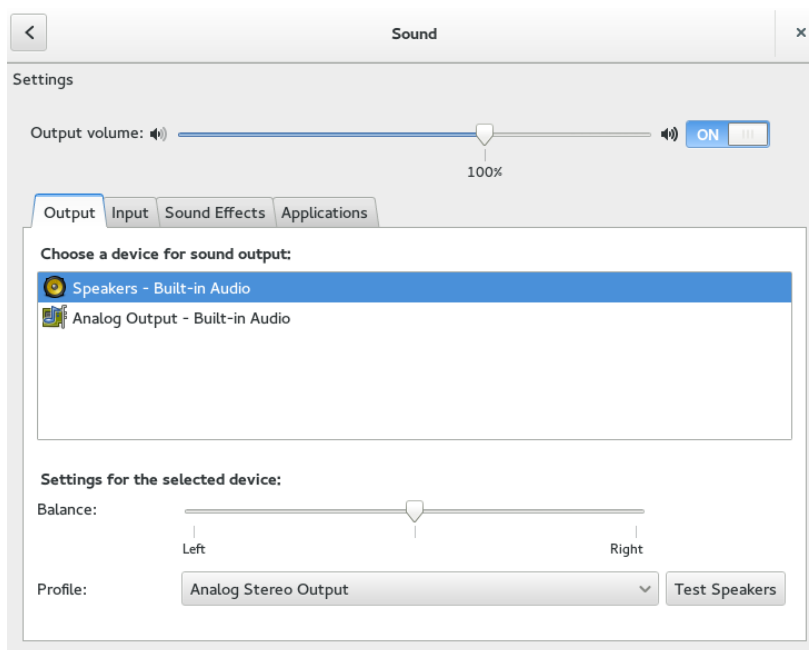 Sound
Settings
Output volume: ON
100%
Output Input Sound Effects Applications
Choose a device for sound output:
Speakers - Built-in Audio
Analog Output - Built-in Audio
Settings for the selected device:
Balance:
Left Right
Profile: Analog Stereo Output Test Speakers